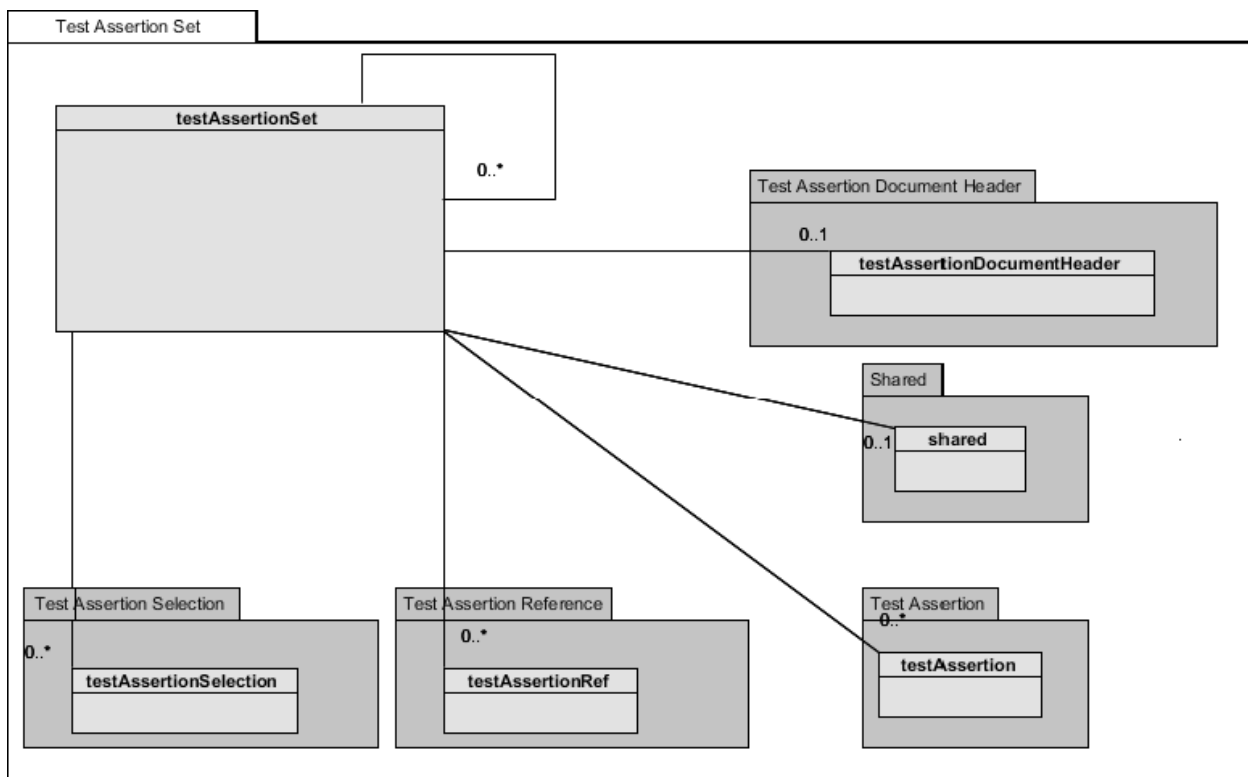 Test Assertion Set
testAssertionSet
0..*
Test Assertion Document Header
0..1
testAssertionDocumentHeader
Shared
0..1
shared
Test Assertion Selection
0..*
testAssertionSelection
Test Assertion Reference
0..*
testAssertionRef
Test Assertion
0..*
testAssertion